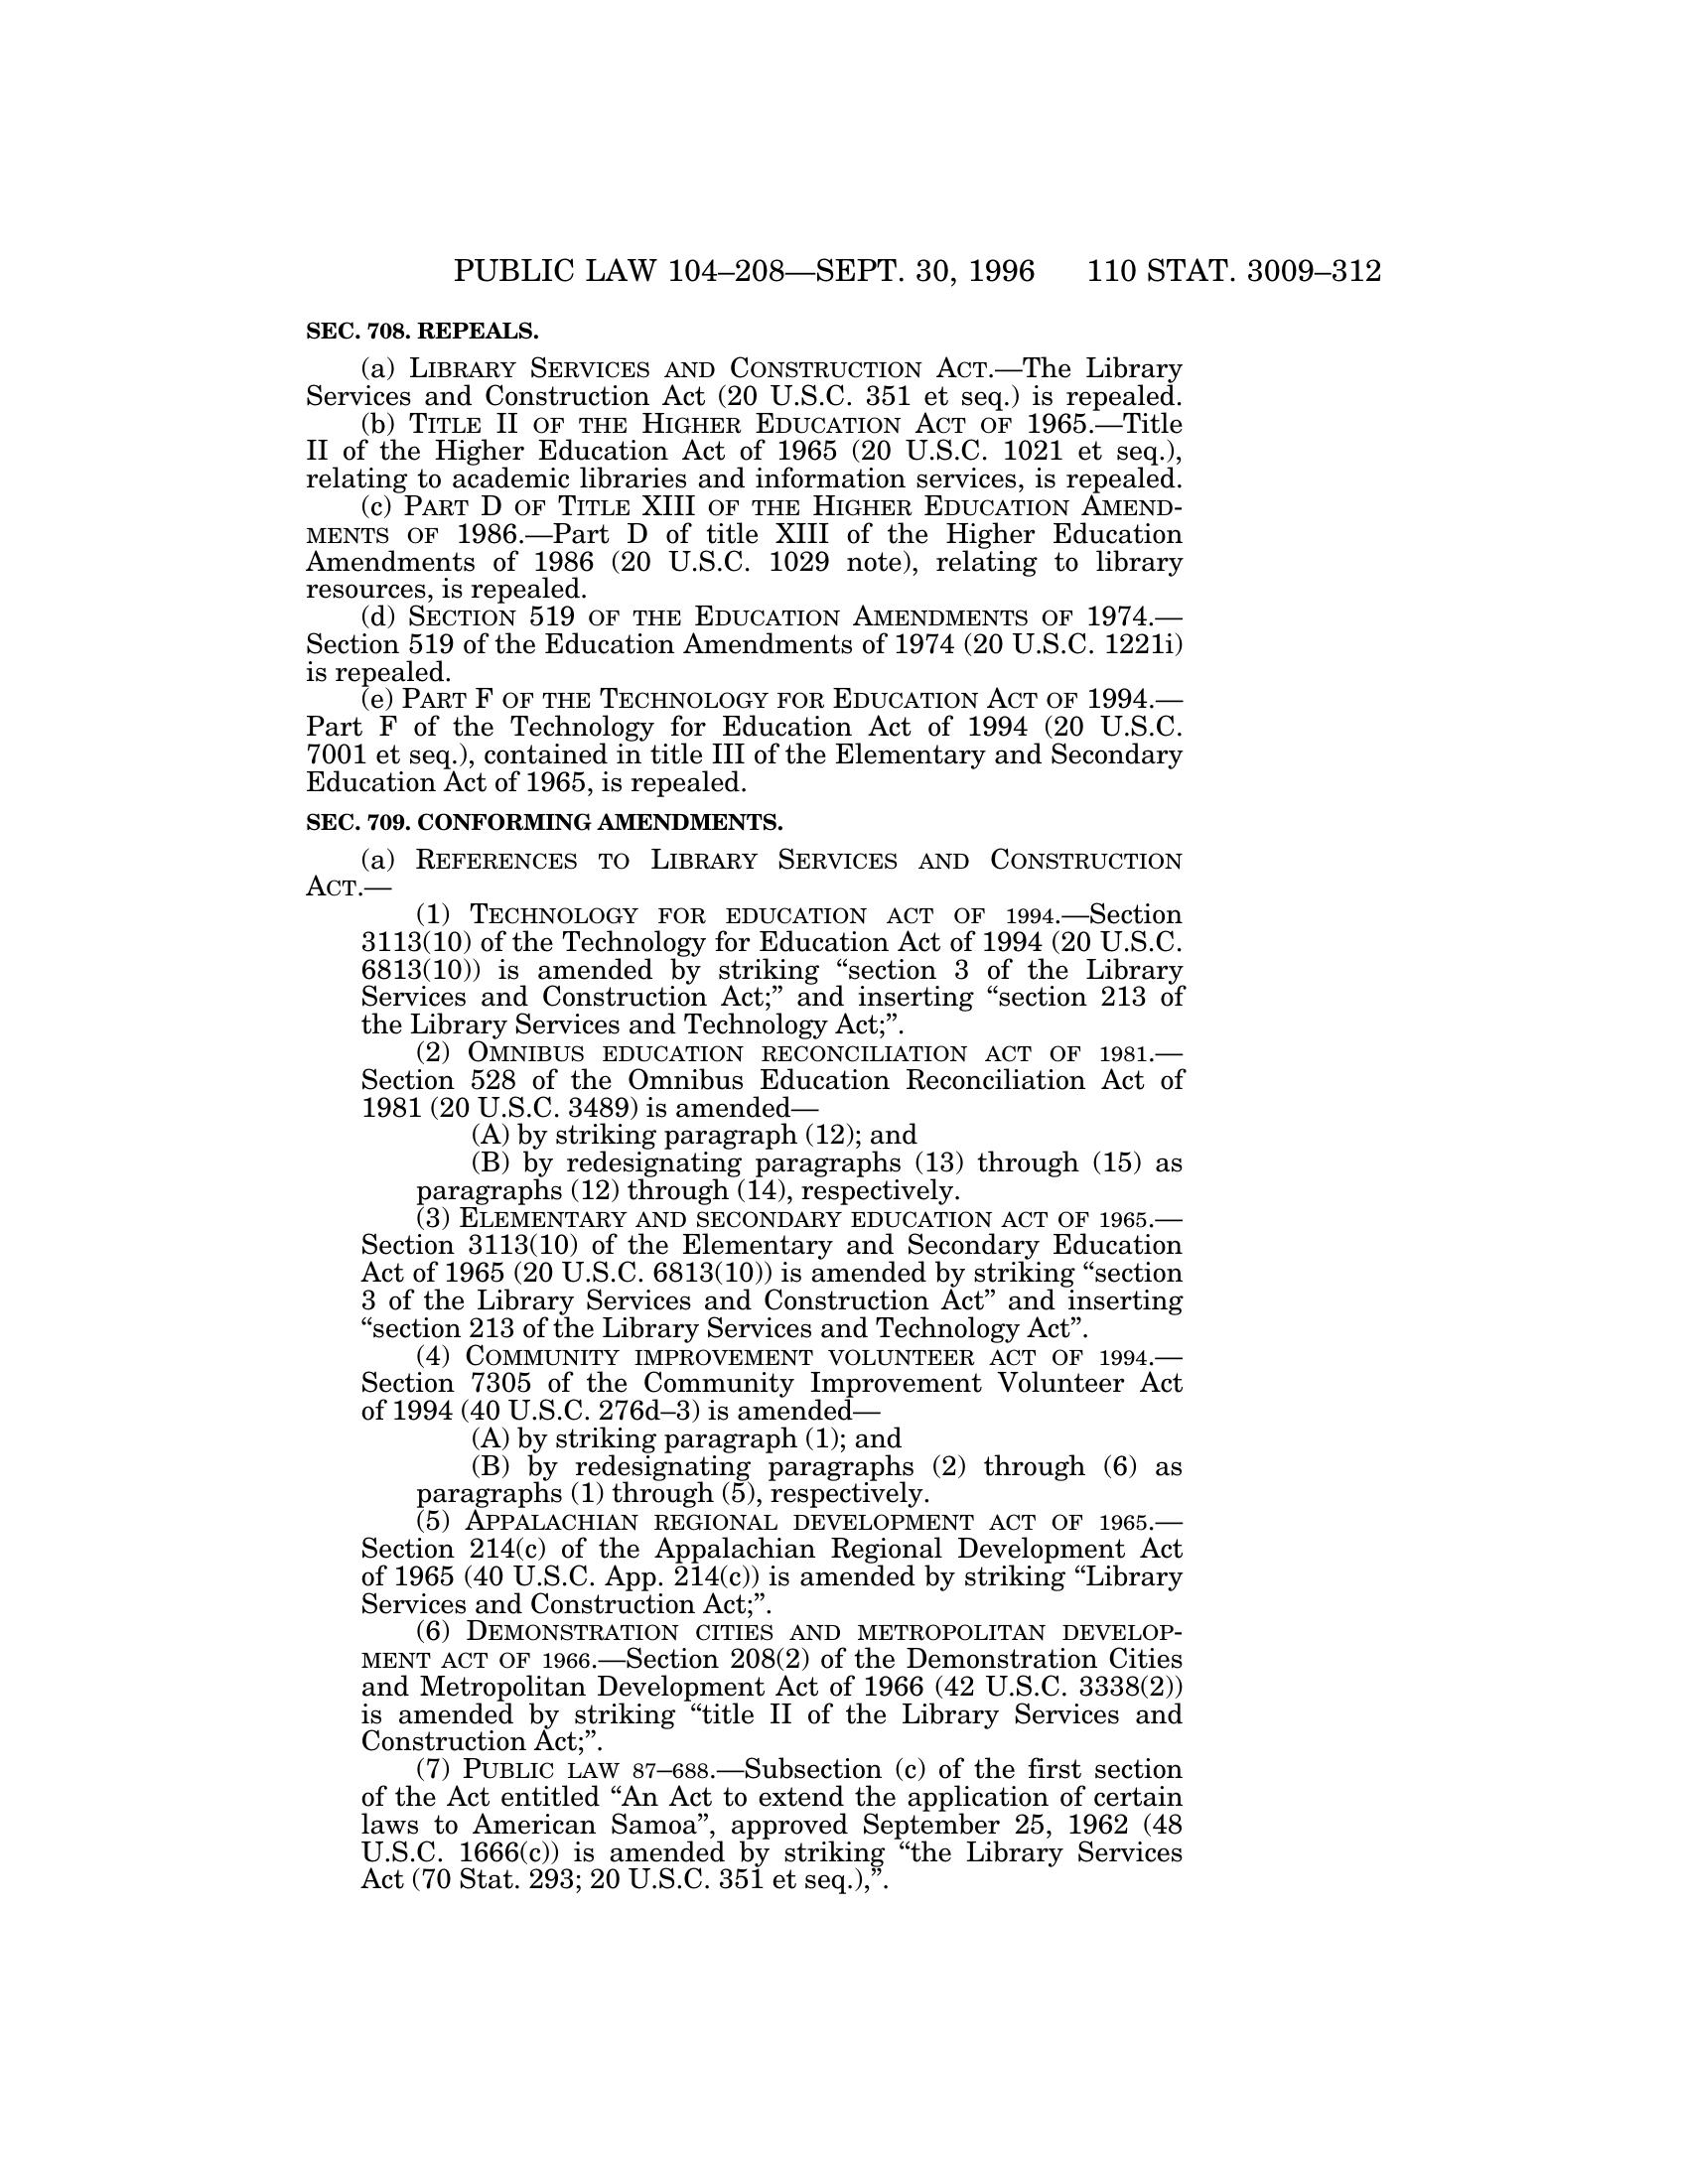 PUBLIC LAW 104–208—SEPT. 30, 1996 110 STAT. 3009–312
SEC. 708. REPEALS.
(a) LIBRARY SERVICES AND CONSTRUCTION ACT.—The Library
Services and Construction Act (20 U.S.C. 351 et seq.) is repealed.
(b) TITLE II OF THE HIGHER EDUCATION ACT OF 1965.—Title
II of the Higher Education Act of 1965 (20 U.S.C. 1021 et seq.),
relating to academic libraries and information services, is repealed.
(c) PART D OF TITLE XIII OF THE HIGHER EDUCATION AMEND-
MENTS OF 1986.—Part D of title XIII of the Higher Education
Amendments of 1986 (20 U.S.C. 1029 note), relating to library
resources, is repealed.
(d) SECTION 519 OF THE EDUCATION AMENDMENTS OF 1974.—
Section 519 of the Education Amendments of 1974 (20 U.S.C. 1221i)
is repealed.
(e) PART F OF THE TECHNOLOGY FOR EDUCATION ACT OF 1994.—
Part F of the Technology for Education Act of 1994 (20 U.S.C.
7001 et seq.), contained in title III of the Elementary and Secondary
Education Act of 1965, is repealed.
SEC. 709. CONFORMING AMENDMENTS.
(a) REFERENCES TO LIBRARY SERVICES AND CONSTRUCTION
ACT.—
(1) TECHNOLOGY FOR EDUCATION ACT OF 1994.—Section
3113(10) of the Technology for Education Act of 1994 (20 U.S.C.
6813(10)) is amended by striking “section 3 of the Library
Services and Construction Act;” and inserting “section 213 of
the Library Services and Technology Act;”.
(2) OMNIBUS EDUCATION RECONCILIATION ACT OF 1981.—
Section 528 of the Omnibus Education Reconciliation Act of
1981 (20 U.S.C. 3489) is amended—
(A) by striking paragraph (12); and
(B) by redesignating paragraphs (13) through (15) as
paragraphs (12) through (14), respectively.
(3) ELEMENTARY AND SECONDARY EDUCATION ACT OF 1965.—
Section 3113(10) of the Elementary and Secondary Education
Act of 1965 (20 U.S.C. 6813(10)) is amended by striking “section
3 of the Library Services and Construction Act” and inserting
“section 213 of the Library Services and Technology Act”.
(4) COMMUNITY IMPROVEMENT VOLUNTEER ACT OF 1994.—
Section 7305 of the Community Improvement Volunteer Act
of 1994 (40 U.S.C. 276d–3) is amended—
(A) by striking paragraph (1); and
(B) by redesignating paragraphs (2) through (6) as
paragraphs (1) through (5), respectively.
(5) APPALACHIAN REGIONAL DEVELOPMENT ACT OF 1965.—
Section 214(c) of the Appalachian Regional Development Act
of 1965 (40 U.S.C. App. 214(c)) is amended by striking “Library
Services and Construction Act;”.
(6) DEMONSTRATION CITIES AND METROPOLITAN DEVELOP-
MENT ACT OF 1966.—Section 208(2) of the Demonstration Cities
and Metropolitan Development Act of 1966 (42 U.S.C. 3338(2))
is amended by striking “title II of the Library Services and
Construction Act;”.
(7) PUBLIC LAW 87–688.—Subsection (c) of the first section
of the Act entitled “An Act to extend the application of certain
laws to American Samoa”, approved September 25, 1962 (48
U.S.C. 1666(c)) is amended by striking “the Library Services
Act (70 Stat. 293; 20 U.S.C. 351 et seq.),”.